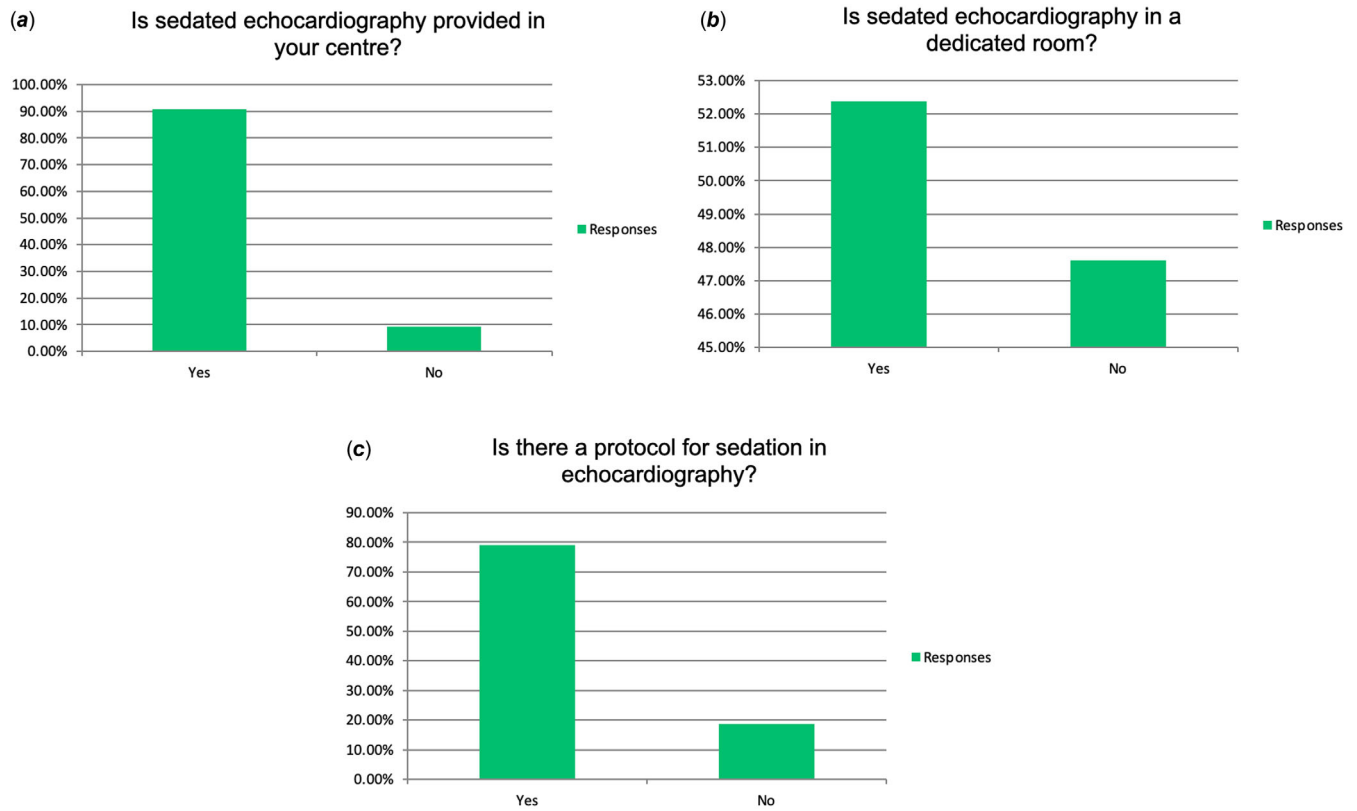 (a)
Is sedated echocardiography provided in
your centre?
100.00%
90.00%
80.00%
70.00%
60.00%
50.00%
40.00%
30.00%
20.00%
10.00%
0.00%
Yes
No
Responses
(b)
Is sedated echocardiography in a
dedicated room?
53.00%
52.00%
51.00%
50.00%
49.00%
48.00%
47.00%
46.00%
45.00%
Yes
No
Responses
(c)
Is there a protocol for sedation in
echocardiography?
90.00%
80.00%
70.00%
60.00%
50.00%
40.00%
30.00%
20.00%
10.00%
0.00%
Yes
No
Responses